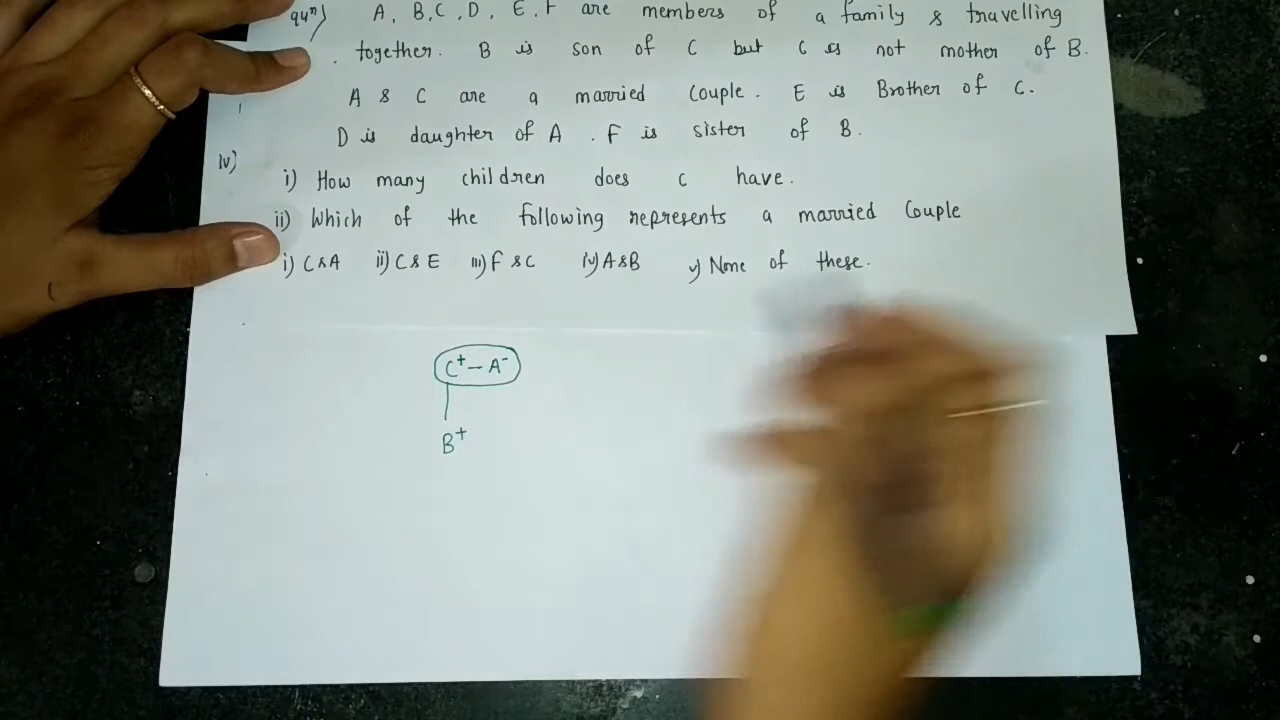 quⁿ) A, B, C, D, E, F are members of a family & travelling
together. B is son of C but C is not mother of B.
A & C are a married couple. E is Brother of C.
D is daughter of A. F is sister of B.
iv)
i) How many children does C have.
ii) Which of the following represents a married couple
i) C & A ii) C & E iii) F & C iv) A & B v) None of these.
C⁺ — A⁻
B⁺